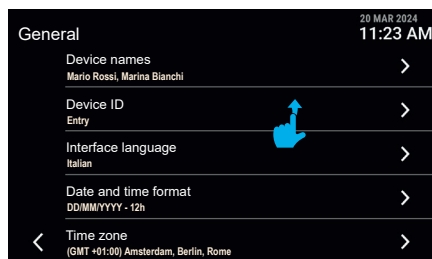 20 MAR 2024
General
11:23 AM
Device names
Mario Rossi, Marina Bianchi
Device ID
Entry
Interface language
Italian
Date and time format
DD/MM/YYYY - 12h
Time zone
(GMT +01:00) Amsterdam, Berlin, Rome